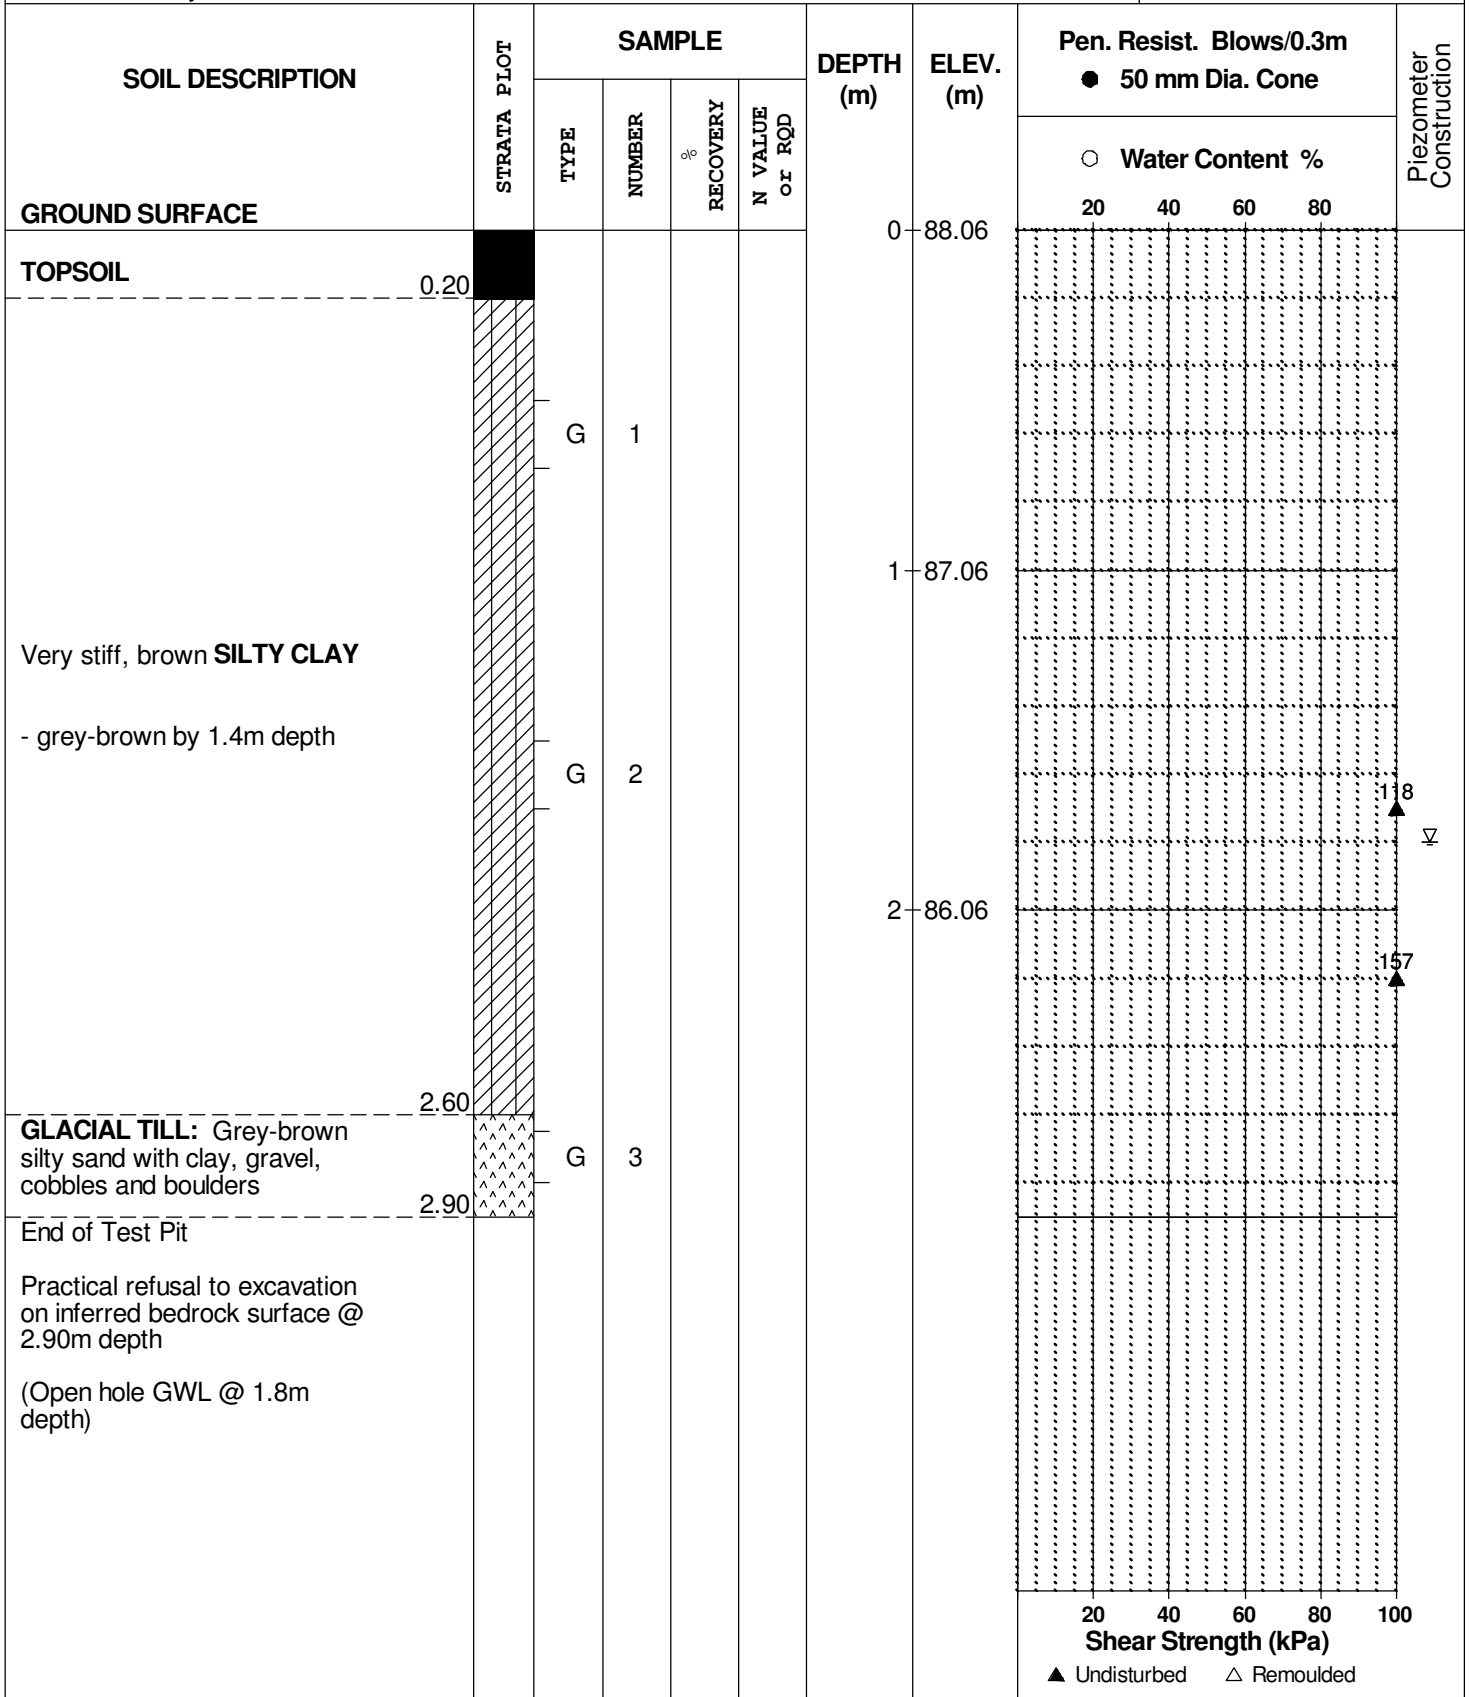 SOIL DESCRIPTION
GROUND SURFACE
STRATA PLOT
SAMPLE
TYPE
NUMBER
%
RECOVERY
N VALUE
or RQD
DEPTH
(m)
ELEV.
(m)
Pen. Resist. Blows/0.3m
● 50 mm Dia. Cone
○ Water Content %
20 40 60 80
Piezometer
Construction
0 88.06
TOPSOIL
0.20
G 1
1 87.06
Very stiff, brown SILTY CLAY
- grey-brown by 1.4m depth
G 2
118
2 86.06
157
2.60
GLACIAL TILL: Grey-brown
silty sand with clay, gravel,
cobbles and boulders
G 3
2.90
End of Test Pit
Practical refusal to excavation
on inferred bedrock surface @
2.90m depth
(Open hole GWL @ 1.8m
depth)
20 40 60 80 100
Shear Strength (kPa)
▲ Undisturbed △ Remoulded